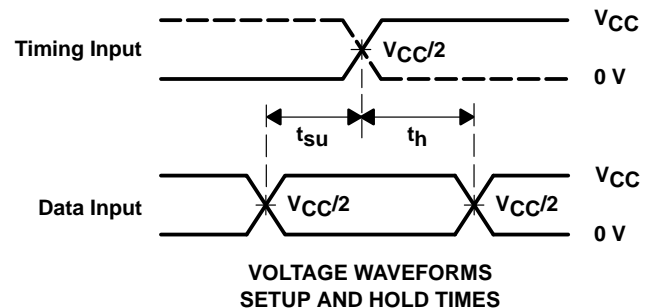 Timing Input
VCC/2
VCC
0 V
tsu
th
Data Input
VCC/2
VCC/2
VCC
0 V
VOLTAGE WAVEFORMS
SETUP AND HOLD TIMES